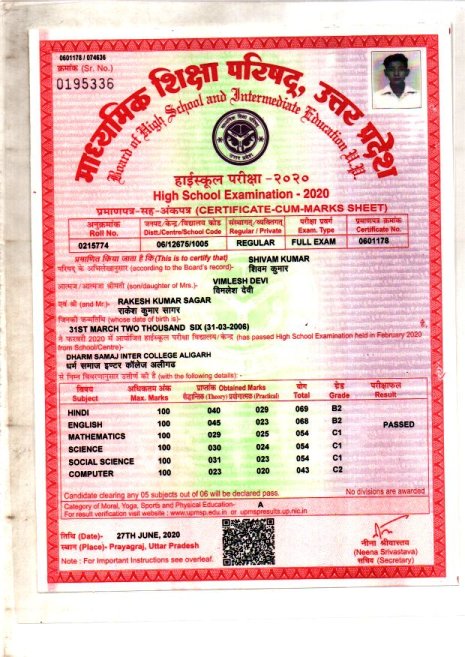 0601178 / 074636
क्रमांक (Sr. No.)
0195336
माध्यमिक शिक्षा परिषद, उत्तर प्रदेश
Board of High School and Intermediate Education, U.P.
हाईस्कूल परीक्षा -२०२०
High School Examination - 2020
प्रमाणपत्र-सह-अंकपत्र (CERTIFICATE-CUM-MARKS SHEET)
अनुक्रमांक जनपद/केन्द्र/विद्यालय कोड संस्थागत/व्यक्तिगत परीक्षा प्रकार प्रमाणपत्र क्रमांक
Roll No. Distt./Centre/School Code Regular / Private Exam. Type Certificate No.
0215774 06/12675/1005 REGULAR FULL EXAM 0601178
प्रमाणित किया जाता है कि (This is to certify that) SHIVAM KUMAR
परिषद के अभिलेखानुसार (according to the Board's record)- शिवम कुमार
आत्मज/आत्मजा श्रीमती (son/daughter of Mrs.)- VIMLESH DEVI
विमलेश देवी
एवं श्री (and Mr.)- RAKESH KUMAR SAGAR
राकेश कुमार सागर
जिनकी जन्मतिथि (whose date of birth is)-
31ST MARCH TWO THOUSAND SIX (31-03-2006) है,
ने फरवरी 2020 में आयोजित हाईस्कूल परीक्षा विद्यालय/केन्द्र (has passed High School Examination held in February 2020
from School/Centre)-
DHARM SAMAJ INTER COLLEGE ALIGARH
धर्म समाज इण्टर कॉलेज अलीगढ
से निम्न विवरणानुसार उत्तीर्ण की है (with the following details) :-
विषय अधिकतम अंक प्राप्तांक Obtained Marks योग ग्रेड परीक्षाफल
Subject Max. Marks सैद्धान्तिक (Theory) प्रयोगात्मक (Practical) Total Grade Result
HINDI 100 040 029 069 B2
ENGLISH 100 045 023 068 B2 PASSED
MATHEMATICS 100 029 025 054 C1
SCIENCE 100 030 024 054 C1
SOCIAL SCIENCE 100 031 023 054 C1
COMPUTER 100 023 020 043 C2
Candidate clearing any 05 subjects out of 06 will be declared pass. No divisions are awarded
Category of Moral, Yoga, Sports and Physical Education- A
For result verification visit website : www.upmsp.edu.in or upmspresults.up.nic.in
तिथि (Date)- 27TH JUNE, 2020
स्थान (Place)- Prayagraj, Uttar Pradesh
नीना श्रीवास्तव
(Neena Srivastava)
सचिव (Secretary)
Note : For Important Instructions see overleaf.